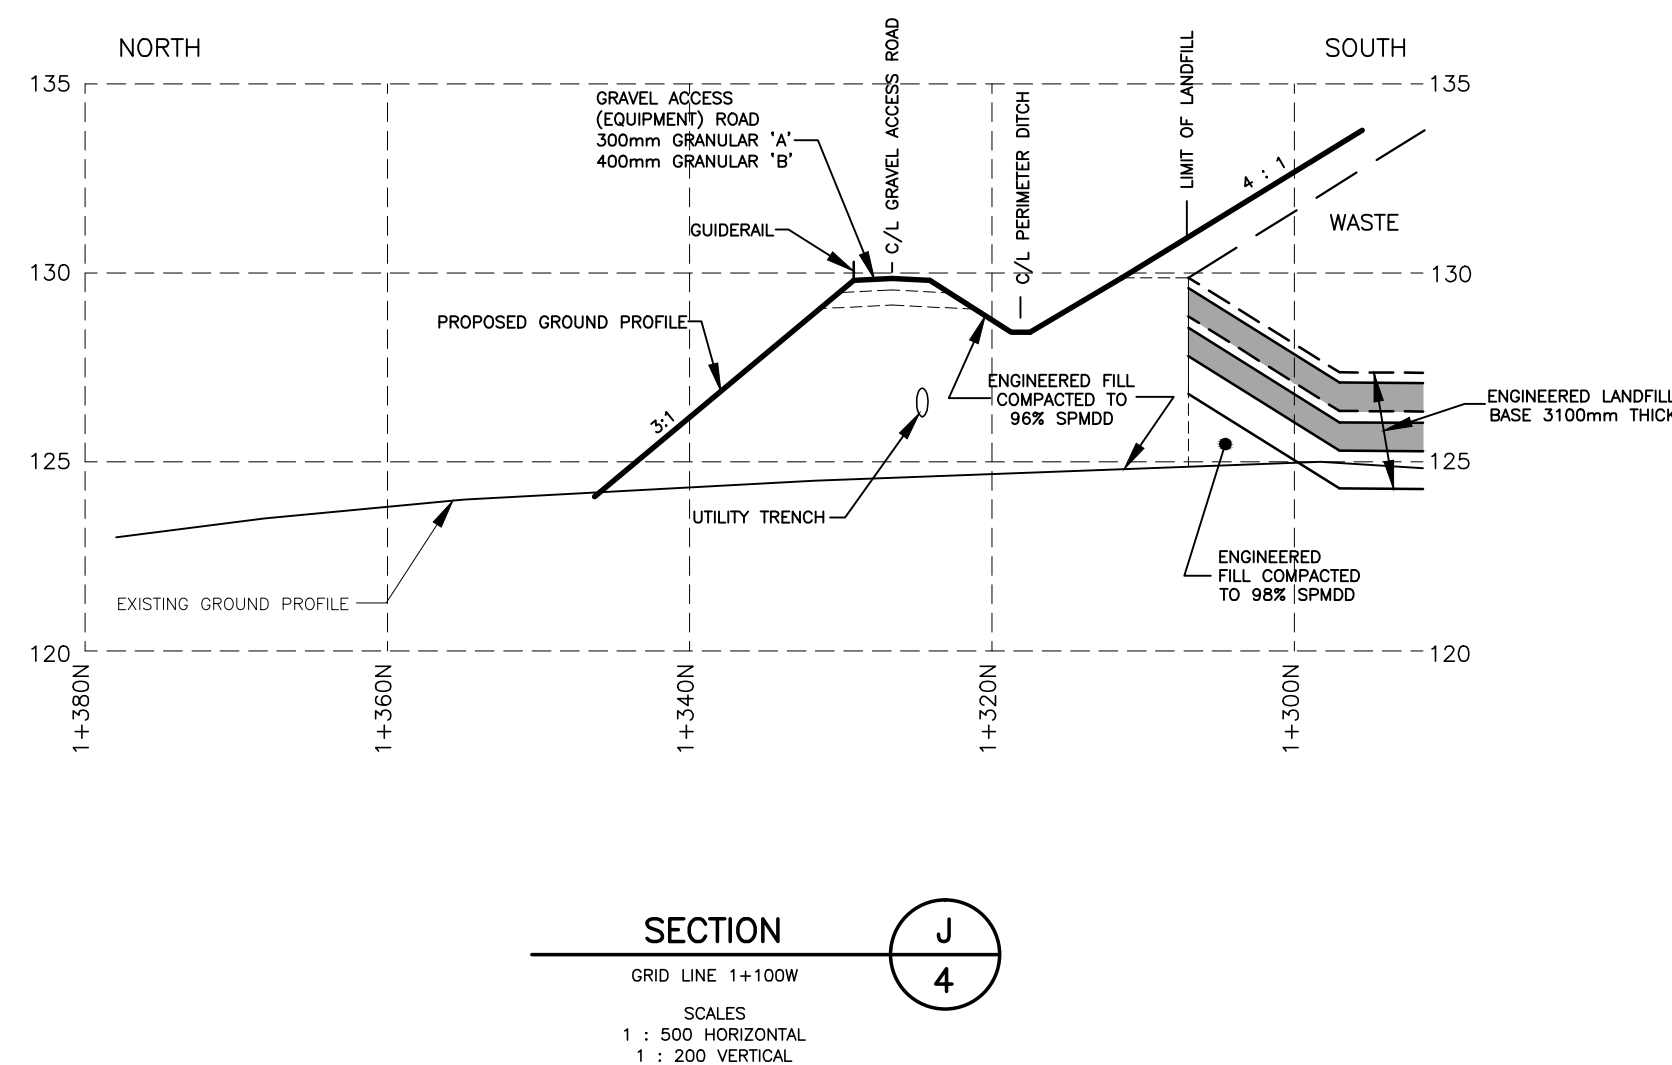 NORTH
SOUTH
135
135
GRAVEL ACCESS
(EQUIPMENT) ROAD
300mm GRANULAR 'A'
400mm GRANULAR 'B'
C/L GRAVEL ACCESS ROAD
C/L PERIMETER DITCH
LIMIT OF LANDFILL
4 : 1
WASTE
GUIDERAIL
130
130
PROPOSED GROUND PROFILE
3:1
ENGINEERED FILL
COMPACTED TO
96% SPMDD
ENGINEERED LANDFILL
BASE 3100mm THICK
125
125
UTILITY TRENCH
ENGINEERED
FILL COMPACTED
TO 98% SPMDD
EXISTING GROUND PROFILE
120
120
1+380N
1+360N
1+340N
1+320N
1+300N
SECTION
J
4
GRID LINE 1+100W
SCALES
1 : 500 HORIZONTAL
1 : 200 VERTICAL